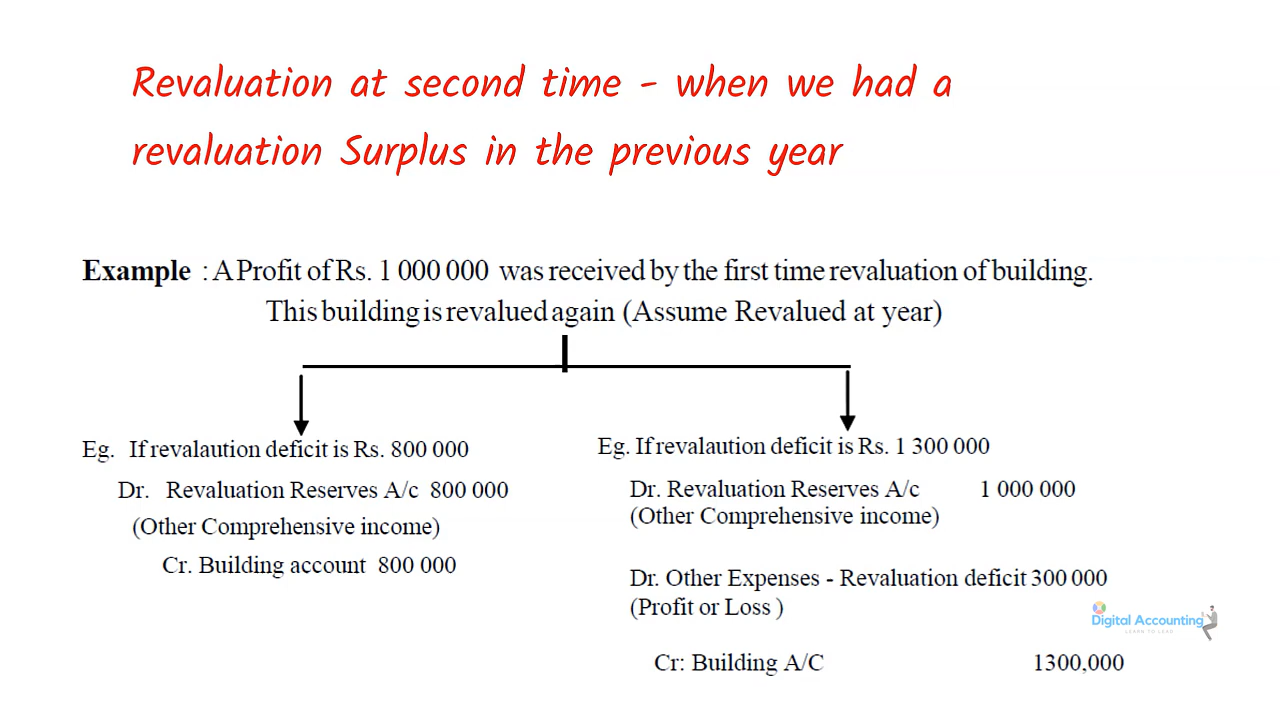 Revaluation at second time - when we had a
revaluation Surplus in the previous year
Example : A Profit of Rs. 1 000 000 was received by the first time revaluation of building.
This building is revalued again (Assume Revalued at year)
Eg. If revalaution deficit is Rs. 800 000
Dr. Revaluation Reserves A/c 800 000
(Other Comprehensive income)
Cr. Building account 800 000
Eg. If revalaution deficit is Rs. 1 300 000
Dr. Revaluation Reserves A/c 1 000 000
(Other Comprehensive income)
Dr. Other Expenses - Revaluation deficit 300 000
(Profit or Loss )
Cr: Building A/C 1300,000
Digital Accounting
LEARN TO LEAD